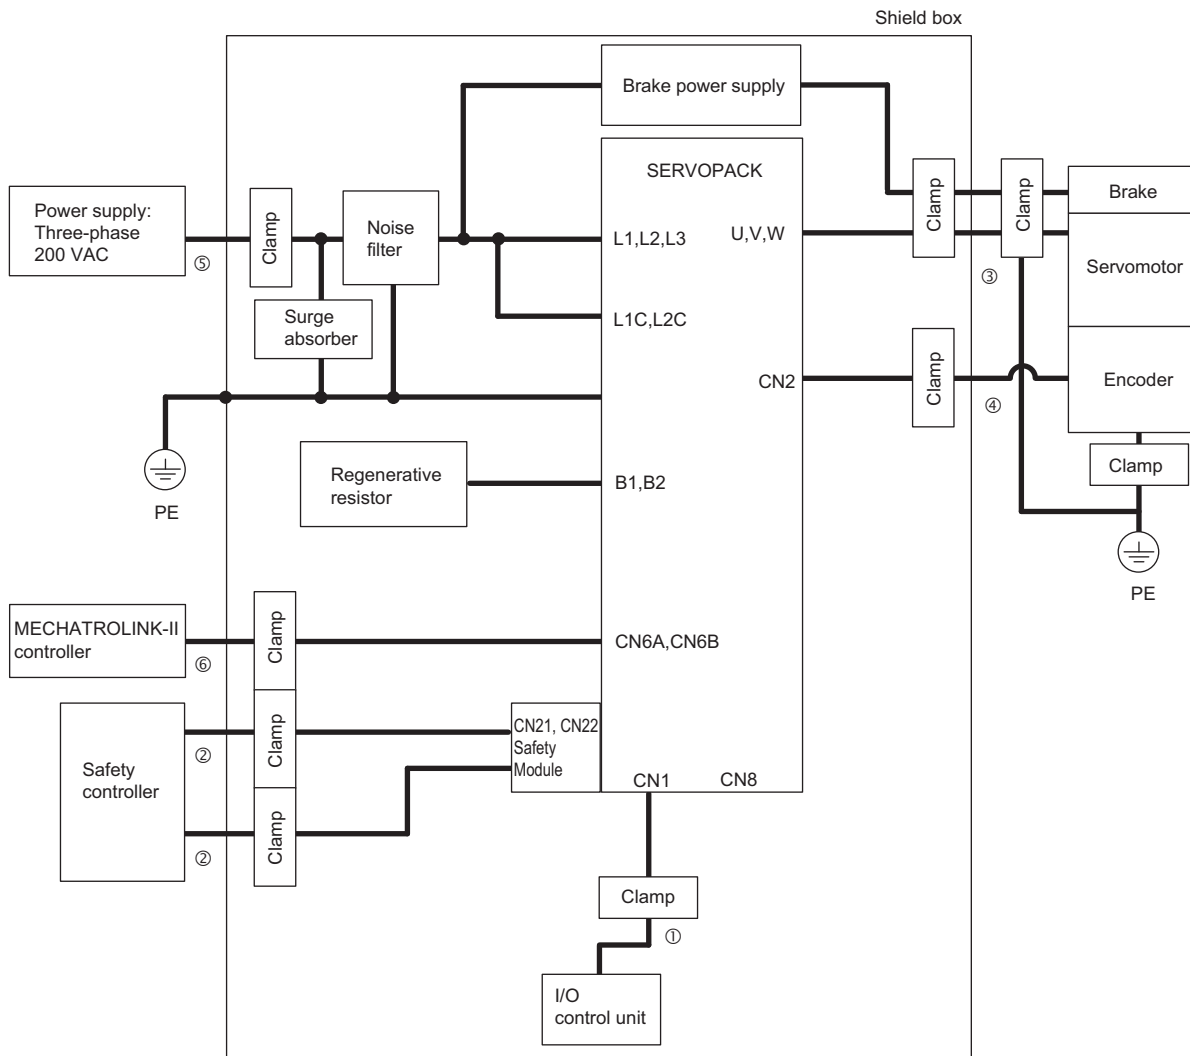 Shield box
Brake power supply
SERVOPACK
Power supply:
Three-phase
200 VAC
⑤
Clamp
Noise
filter
L1,L2,L3
U,V,W
Clamp
Clamp
Brake
Servomotor
③
Surge
absorber
L1C,L2C
CN2
Clamp
④
Encoder
Clamp
PE
Regenerative
resistor
B1,B2
PE
MECHATROLINK-II
controller
⑥
Clamp
CN6A,CN6B
Safety
controller
②
Clamp
CN21, CN22
Safety
Module
②
Clamp
CN1
CN8
Clamp
①
I/O
control unit